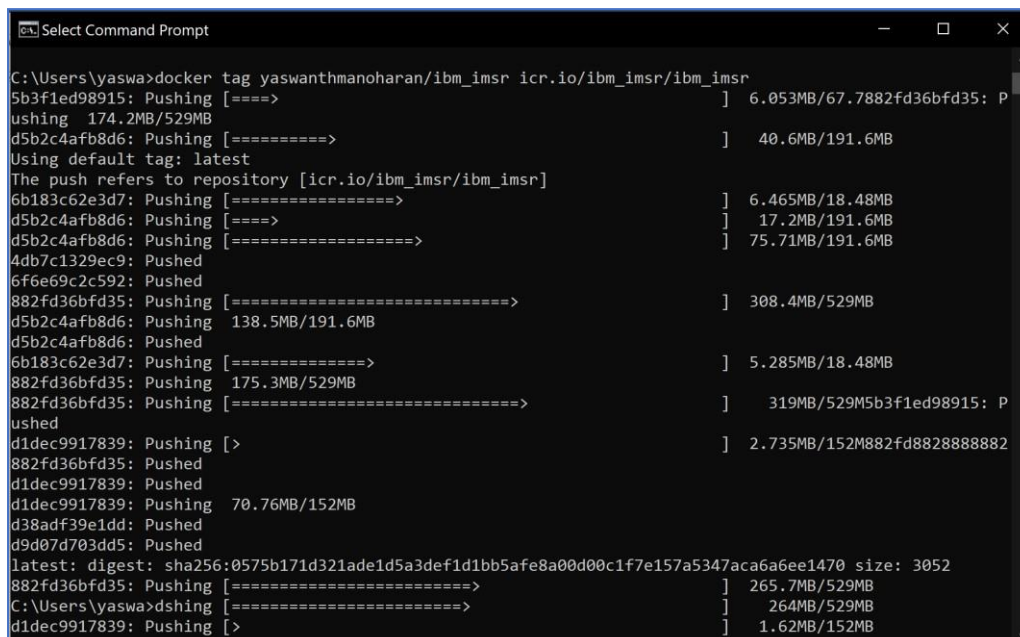 Select Command Prompt
C:\Users\yaswa>docker tag yaswanthmanoharan/ibm_imsr icr.io/ibm_imsr/ibm_imsr
5b3f1ed98915: Pushing [====>                                              ]  6.053MB/67.7882fd36bfd35: P
ushing  174.2MB/529MB
d5b2c4afb8d6: Pushing [==========>                                        ]   40.6MB/191.6MB
Using default tag: latest
The push refers to repository [icr.io/ibm_imsr/ibm_imsr]
6b183c62e3d7: Pushing [=================>                                 ]  6.465MB/18.48MB
d5b2c4afb8d6: Pushing [====>                                              ]   17.2MB/191.6MB
d5b2c4afb8d6: Pushing [===================>                               ]  75.71MB/191.6MB
4db7c1329ec9: Pushed
6f6e69c2c592: Pushed
882fd36bfd35: Pushing [=============================>                     ]  308.4MB/529MB
d5b2c4afb8d6: Pushing  138.5MB/191.6MB
d5b2c4afb8d6: Pushed
6b183c62e3d7: Pushing [==============>                                    ]  5.285MB/18.48MB
882fd36bfd35: Pushing  175.3MB/529MB
882fd36bfd35: Pushing [==============================>                    ]    319MB/529M5b3f1ed98915: P
ushed
d1dec9917839: Pushing [>                                                  ]  2.735MB/152M882fd8828888882
882fd36bfd35: Pushed
d1dec9917839: Pushed
d1dec9917839: Pushing  70.76MB/152MB
d38adf39e1dd: Pushed
d9d07d703dd5: Pushed
latest: digest: sha256:0575b171d321ade1d5a3def1d1bb5afe8a00d00c1f7e157a5347aca6a6ee1470 size: 3052
882fd36bfd35: Pushing [=========================>                         ]  265.7MB/529MB
C:\Users\yaswa>dshing [========================>                          ]    264MB/529MB
d1dec9917839: Pushing [>                                                  ]   1.62MB/152MB